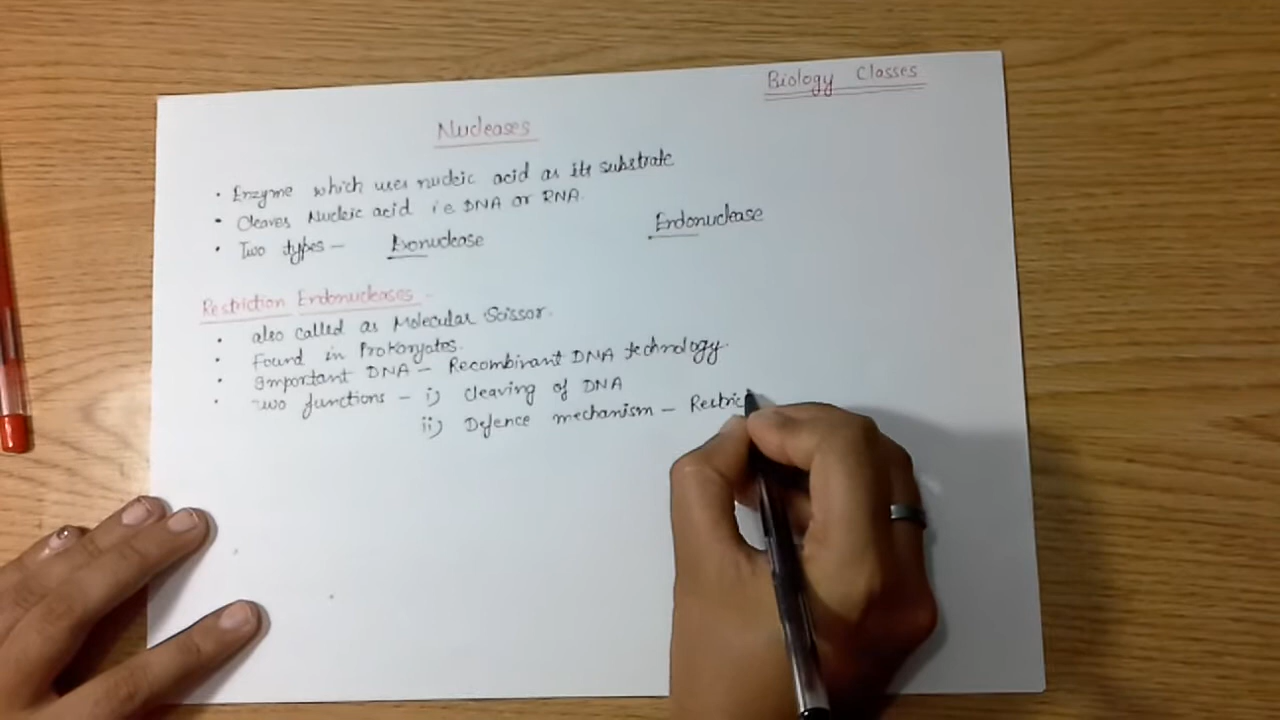 Biology Classes
Nucleases
• Enzyme which uses nucleic acid as its substrate
• Cleaves Nucleic acid i.e DNA or RNA.
• Two types – Exonuclease Endonuclease
Restriction Endonucleases -
• also called as Molecular Scissor.
• Found in Prokaryotes.
• Important DNA – Recombinant DNA technology.
• Two functions – i) Cleaving of DNA
ii) Defence mechanism – Restric